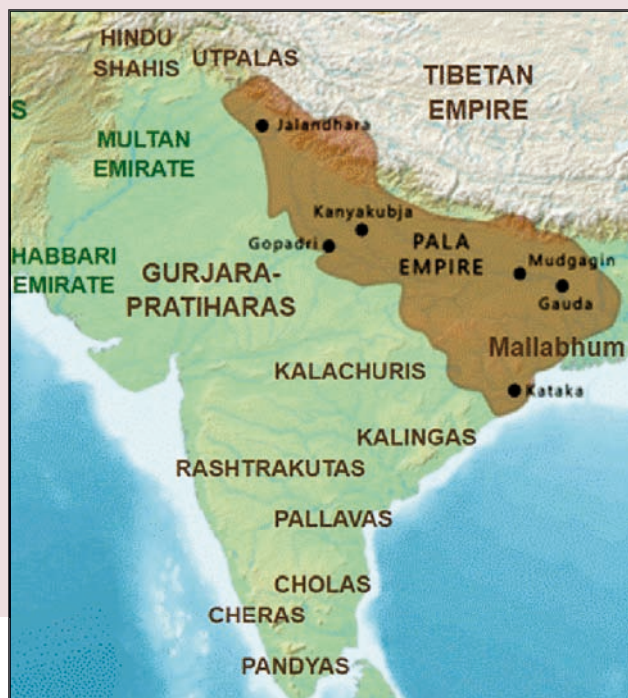 HINDU
SHAHIS
UTPALAS
TIBETAN
EMPIRE
S
Jalandhara
MULTAN
EMIRATE
Kanyakubja
Gopadri
PALA
EMPIRE
Mudgagin
HABBARI
EMIRATE
GURJARA-
PRATIHARAS
Gauda
Mallabhum
KALACHURIS
Kataka
KALINGAS
RASHTRAKUTAS
PALLAVAS
CHOLAS
CHERAS
PANDYAS